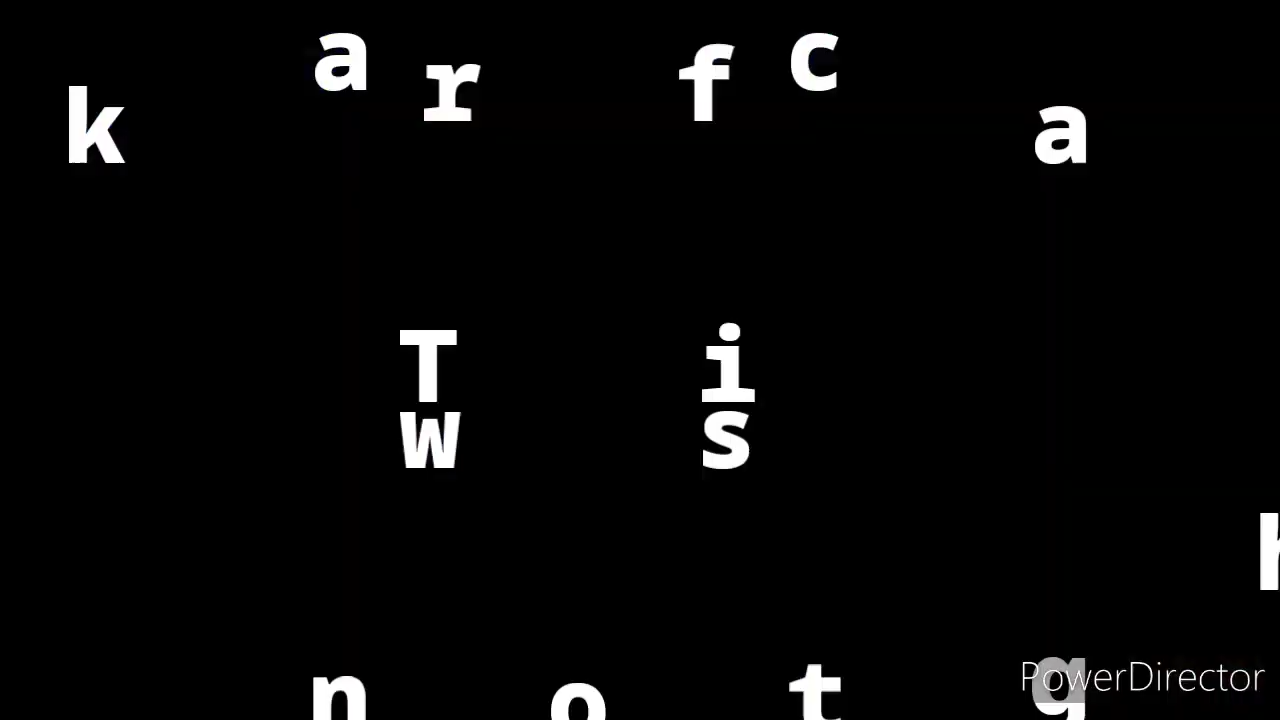 a r f c
k a
T i
w s
n o t g
PowerDirector